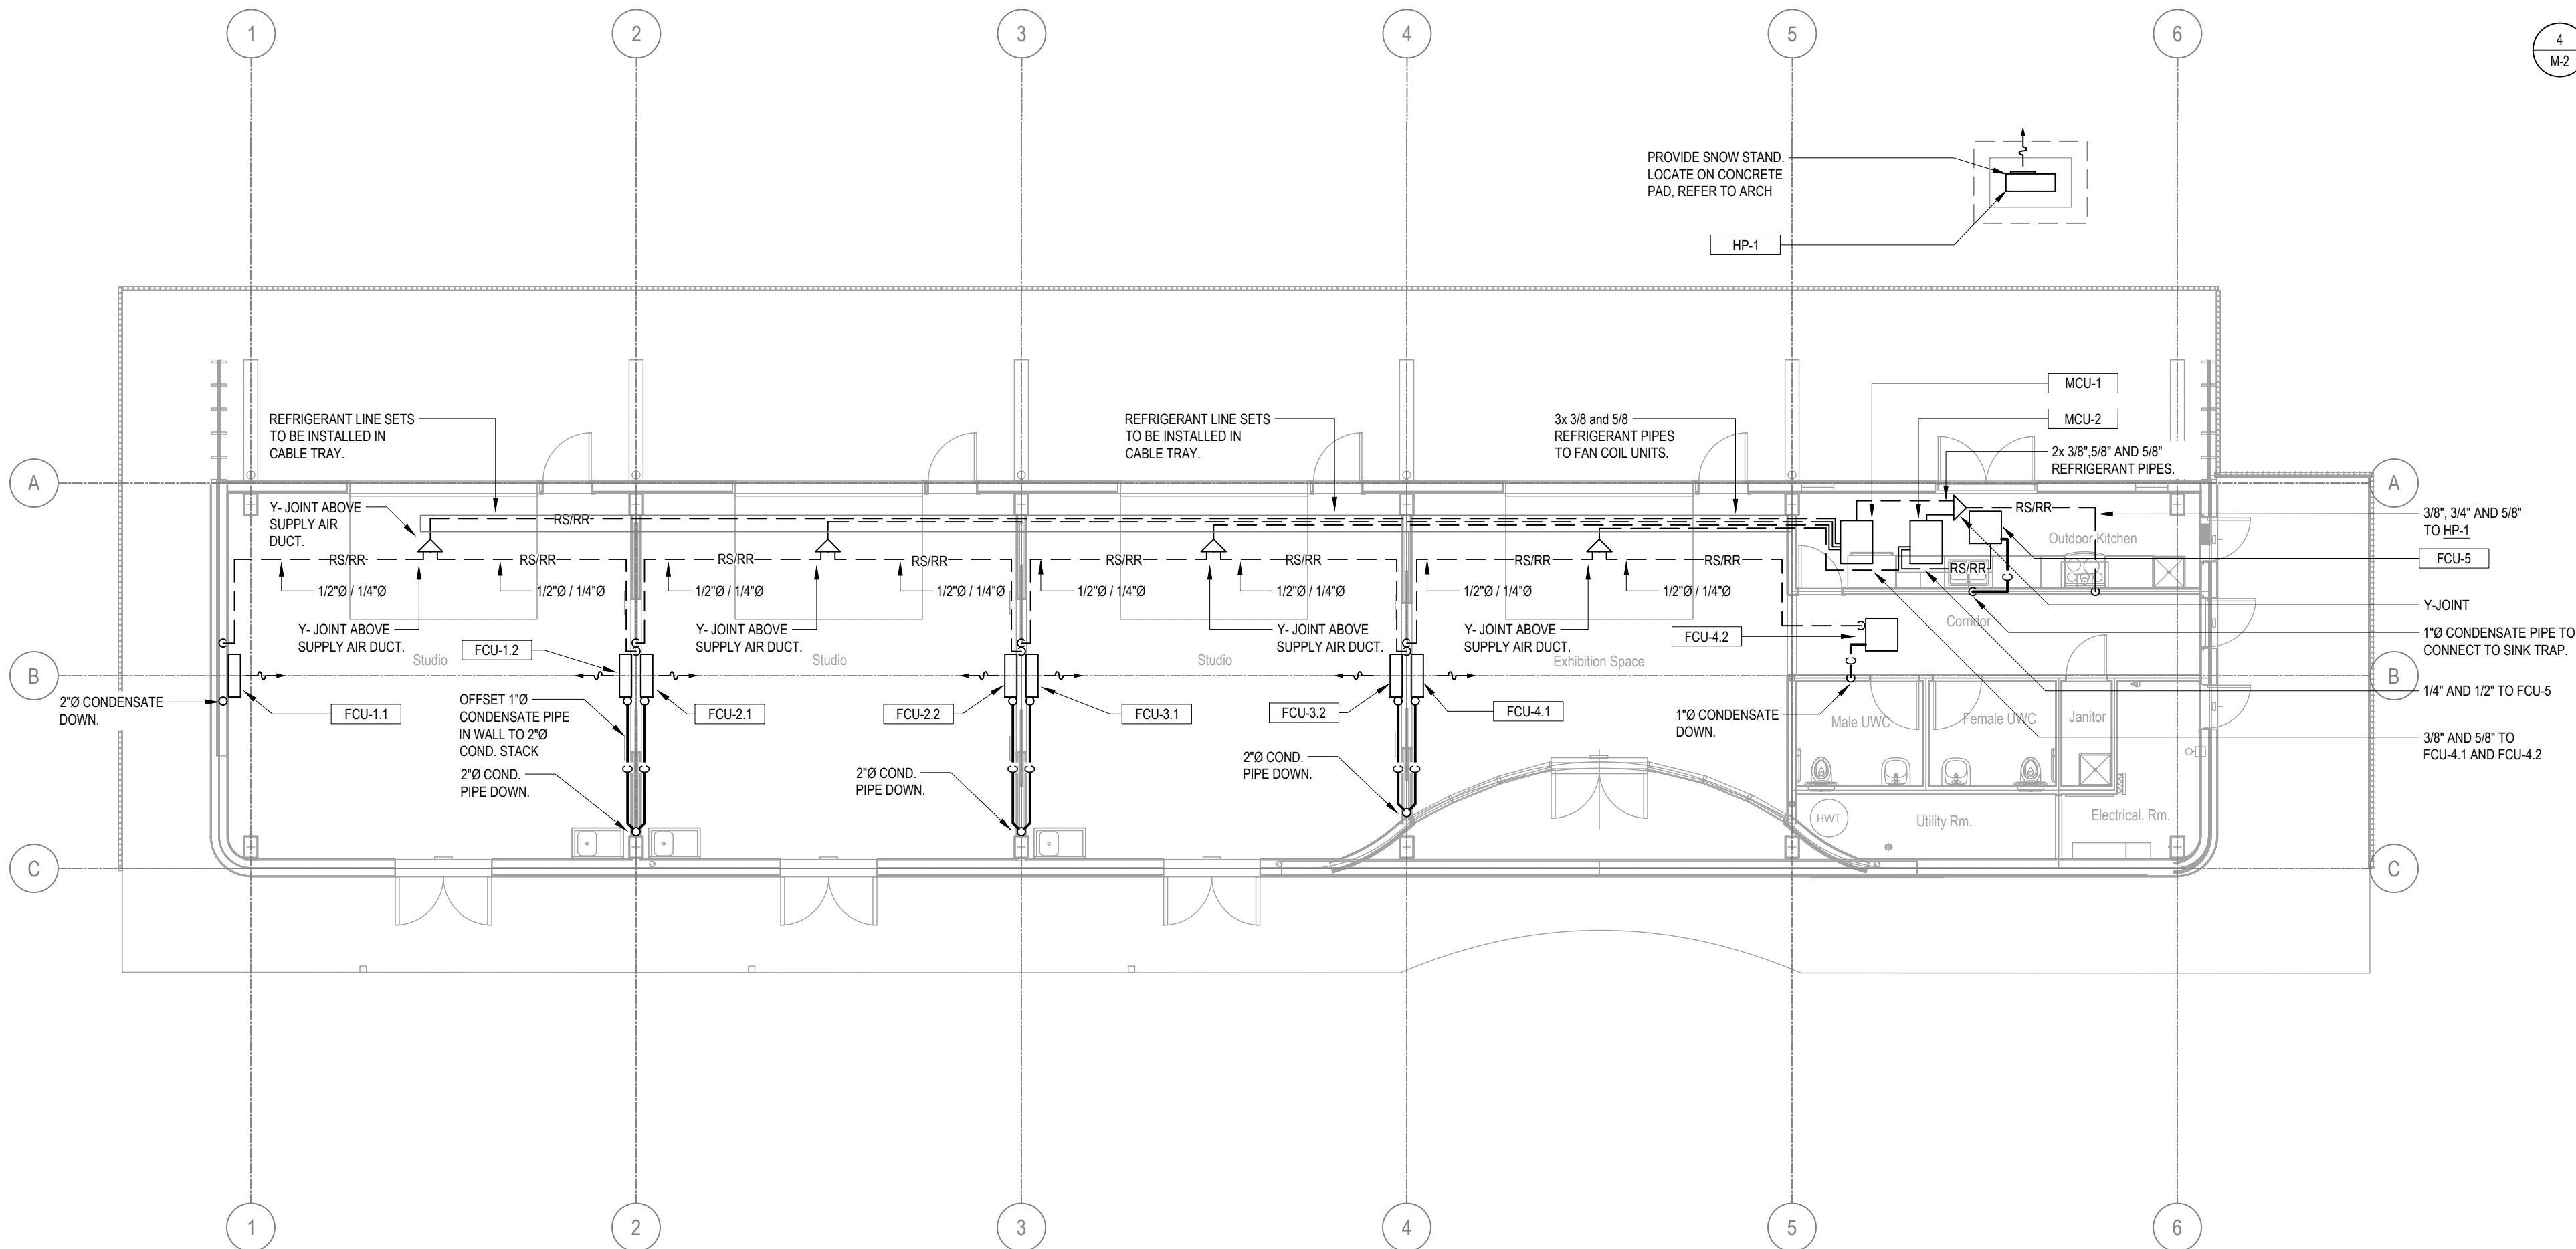 1
2
3
4
5
6
4
M-2
PROVIDE SNOW STAND.
LOCATE ON CONCRETE
PAD, REFER TO ARCH
HP-1
MCU-1
MCU-2
REFRIGERANT LINE SETS
TO BE INSTALLED IN
CABLE TRAY.
REFRIGERANT LINE SETS
TO BE INSTALLED IN
CABLE TRAY.
3x 3/8 and 5/8
REFRIGERANT PIPES
TO FAN COIL UNITS.
2x 3/8",5/8" AND 5/8"
REFRIGERANT PIPES.
A
A
Y- JOINT ABOVE
SUPPLY AIR
DUCT.
RS/RR
RS/RR
3/8", 3/4" AND 5/8"
TO HP-1
Outdoor Kitchen
FCU-5
RS/RR
RS/RR
RS/RR
RS/RR
RS/RR
RS/RR
RS/RR
RS/RR
RS/RR
1/2"Ø / 1/4"Ø
1/2"Ø / 1/4"Ø
1/2"Ø / 1/4"Ø
1/2"Ø / 1/4"Ø
1/2"Ø / 1/4"Ø
1/2"Ø / 1/4"Ø
1/2"Ø / 1/4"Ø
1/2"Ø / 1/4"Ø
Y-JOINT
Corridor
Y- JOINT ABOVE
SUPPLY AIR DUCT.
Y- JOINT ABOVE
SUPPLY AIR DUCT.
Y- JOINT ABOVE
SUPPLY AIR DUCT.
Y- JOINT ABOVE
SUPPLY AIR DUCT.
FCU-1.2
FCU-4.2
1"Ø CONDENSATE PIPE TO
CONNECT TO SINK TRAP.
Studio
Studio
Studio
Exhibition Space
B
B
2"Ø CONDENSATE
DOWN.
FCU-1.1
OFFSET 1"Ø
CONDENSATE PIPE
IN WALL TO 2"Ø
COND. STACK
FCU-2.1
FCU-2.2
FCU-3.1
FCU-3.2
FCU-4.1
1"Ø CONDENSATE
DOWN.
1/4" AND 1/2" TO FCU-5
Male UWC
Female UWC
Janitor
3/8" AND 5/8" TO
FCU-4.1 AND FCU-4.2
C
C
C
C
C
C
C
C
2"Ø COND.
PIPE DOWN.
2"Ø COND.
PIPE DOWN.
2"Ø COND.
PIPE DOWN.
HWT
Utility Rm.
Electrical. Rm.
C
C
1
2
3
4
5
6